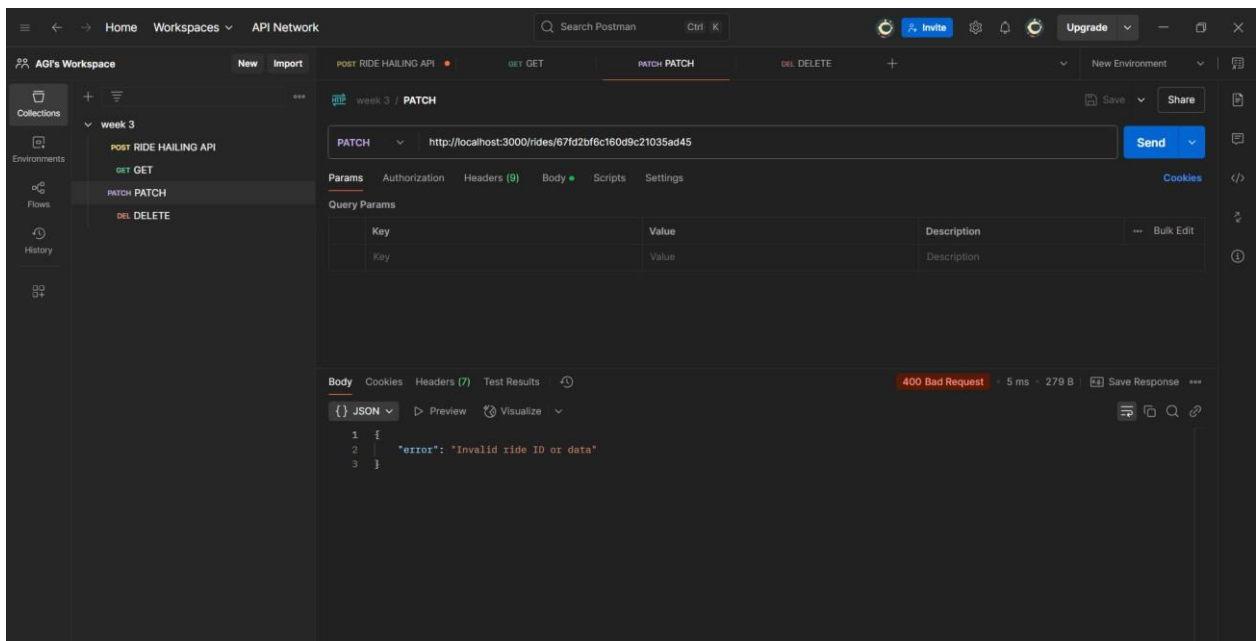 Home Workspaces API Network Search Postman Ctrl K Invite Upgrade
AGI's Workspace New Import POST RIDE HAILING API GET GET PATCH PATCH DEL DELETE New Environment
Collections
Environments
Flows
History
week 3
POST RIDE HAILING API
GET GET
PATCH PATCH
DEL DELETE
HTTP week 3 / PATCH Save Share
PATCH http://localhost:3000/rides/67fd2bf6c160d9c21035ad45 Send
Params Authorization Headers (9) Body Scripts Settings Cookies
Query Params
Key Value Description Bulk Edit
Key Value Description
Body Cookies Headers (7) Test Results 400 Bad Request 5 ms 279 B Save Response
{} JSON Preview Visualize
1 {
2 "error": "Invalid ride ID or data"
3 }